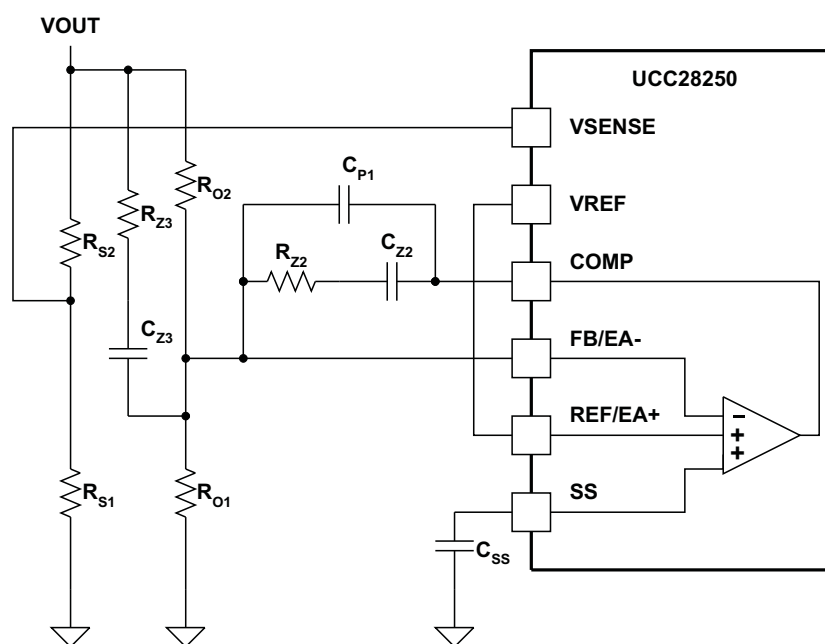 VOUT
UCC28250
VSENSE
CP1
RO2
VREF
RZ3
RS2
CZ2
RZ2
COMP
CZ3
FB/EA-
REF/EA+
−
+
+
RS1
RO1
SS
CSS